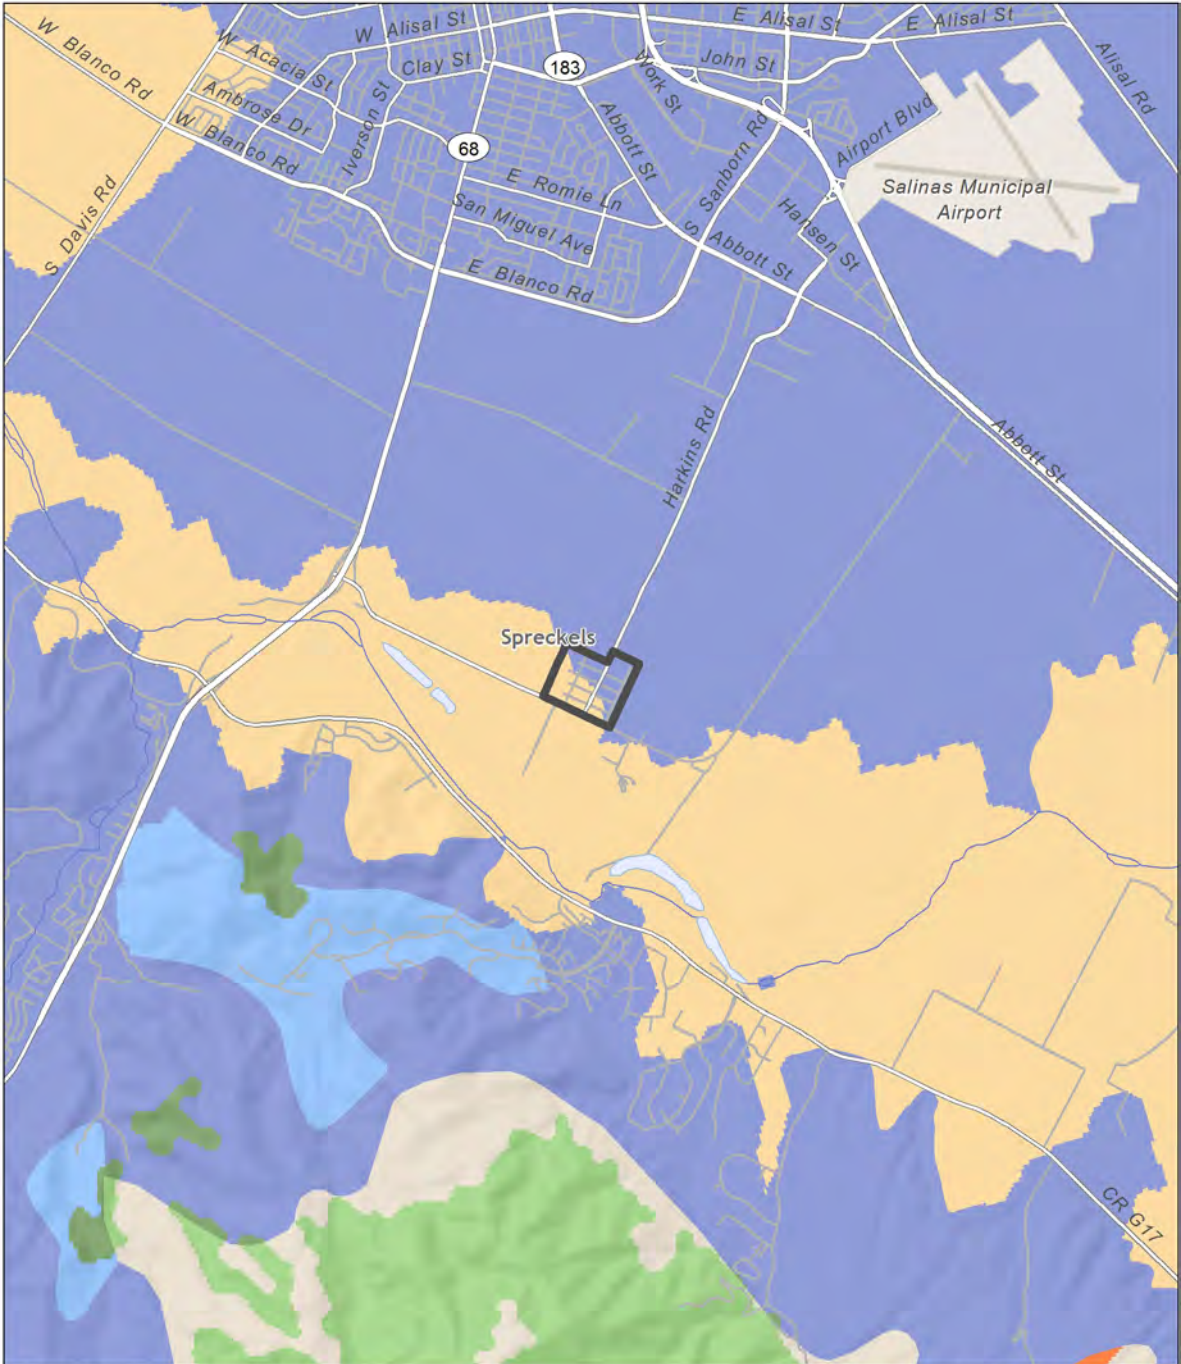 W Alisal St
E Alisal St
E Alisal St
W Blanco Rd
W Acacia St
Clay St
183
Work St
John St
Alisal Rd
Ambrose Dr
Iverson St
Abbott St
Sanborn Rd
Airport Blvd
W Blanco Rd
68
E Romie Ln
Salinas Municipal
Airport
S Davis Rd
San Miguel Ave
Hansen St
S Abbott St
E Blanco Rd
Harkins Rd
Abbott St
Spreckels
CR G17